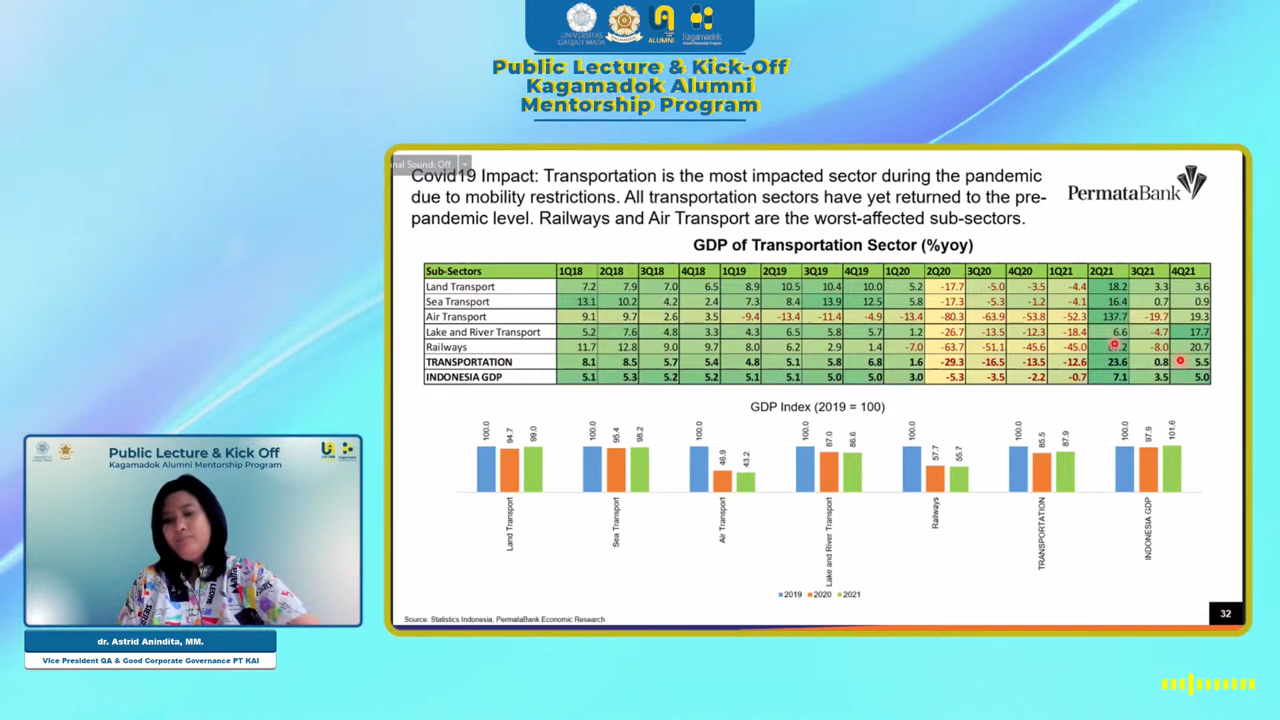 UNIVERSITAS
GADJAH MADA
KAGAMADOK
ALUMNI
Kagamadok
Public Lecture & Kick-Off
Kagamadok Alumni
Mentorship Program
nal Sound: Off
Covid19 Impact: Transportation is the most impacted sector during the pandemic
due to mobility restrictions. All transportation sectors have yet returned to the pre-
pandemic level. Railways and Air Transport are the worst-affected sub-sectors.
PermataBank
GDP of Transportation Sector (%yoy)
Sub-Sectors 1Q18 2Q18 3Q18 4Q18 1Q19 2Q19 3Q19 4Q19 1Q20 2Q20 3Q20 4Q20 1Q21 2Q21 3Q21 4Q21
Land Transport 7.2 7.9 7.0 6.5 8.9 10.5 10.4 10.0 5.2 -17.7 -5.0 -3.5 -4.4 18.2 3.3 3.6
Sea Transport 13.1 10.2 4.2 2.4 7.3 8.4 13.9 12.5 5.8 -17.3 -5.3 -1.2 -4.1 16.4 0.7 0.9
Air Transport 9.1 9.7 2.6 3.5 -9.4 -13.4 -11.4 -4.9 -13.4 -80.3 -63.9 -53.8 -52.3 137.7 -19.7 19.3
Lake and River Transport 5.2 7.6 4.8 3.3 4.3 6.5 5.8 5.7 1.2 -26.7 -13.5 -12.3 -18.4 6.6 -4.7 17.7
Railways 11.7 12.8 9.0 9.7 8.0 6.2 2.9 1.4 -7.0 -63.7 -51.1 -45.6 -45.0 -8.0 20.7
TRANSPORTATION 8.1 8.5 5.7 5.4 4.8 5.1 5.8 6.8 1.6 -29.3 -16.5 -13.5 -12.6 23.6 0.8 5.5
INDONESIA GDP 5.1 5.3 5.2 5.2 5.1 5.1 5.0 5.0 3.0 -5.3 -3.5 -2.2 -0.7 7.1 3.5 5.0
GDP Index (2019 = 100)
100.0 94.7 99.0 100.0 95.4 98.2 100.0 46.9 43.2 100.0 87.0 86.6 100.0 57.7 55.7 100.0 85.5 87.9 100.0 97.9 101.6
Land Transport Sea Transport Air Transport Lake and River Transport Railways TRANSPORTATION INDONESIA GDP
2019 2020 2021
Source: Statistics Indonesia, PermataBank Economic Research
32
Public Lecture & Kick Off
Kagamadok Alumni Mentorship Program
dr. Astrid Anindita, MM.
Vice President QA & Good Corporate Governance PT KAI